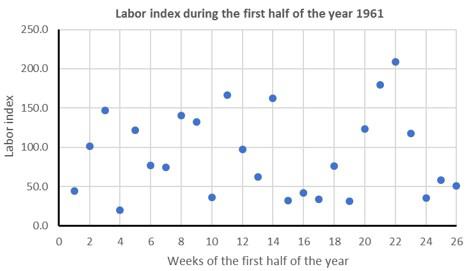 Labor index during the first half of the year 1961
250.0
200.0
150.0
100.0
50.0
0.0
Labor index
0 2 4 6 8 10 12 14 16 18 20 22 24 26
Weeks of the first half of the year